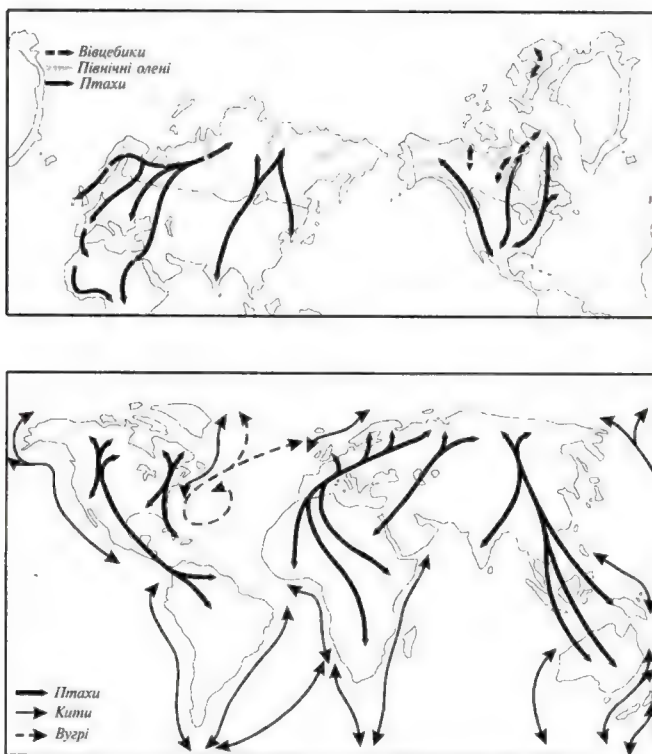 Вівцебики
Північні олені
Птахи
Птахи
Кити
Вугрі